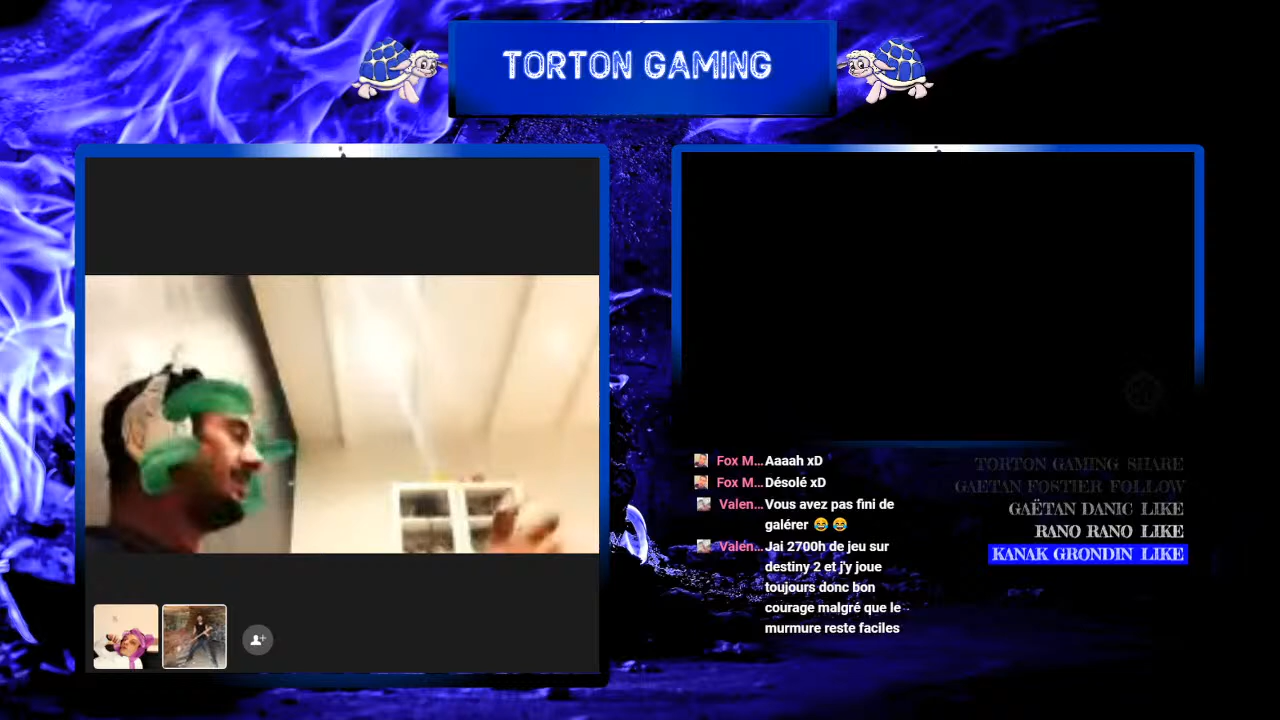 TORTON GAMING
Fox M... Aaaah xD
Fox M... Désolé xD
Valen... Vous avez pas fini de
galérer 😂 😂
Valen... Jai 2700h de jeu sur
destiny 2 et j'y joue
toujours donc bon
courage malgré que le
murmure reste faciles
TORTON GAMING SHARE
GAETAN FOSTIER FOLLOW
GAËTAN DANIC LIKE
RANO RANO LIKE
KANAK GRONDIN LIKE